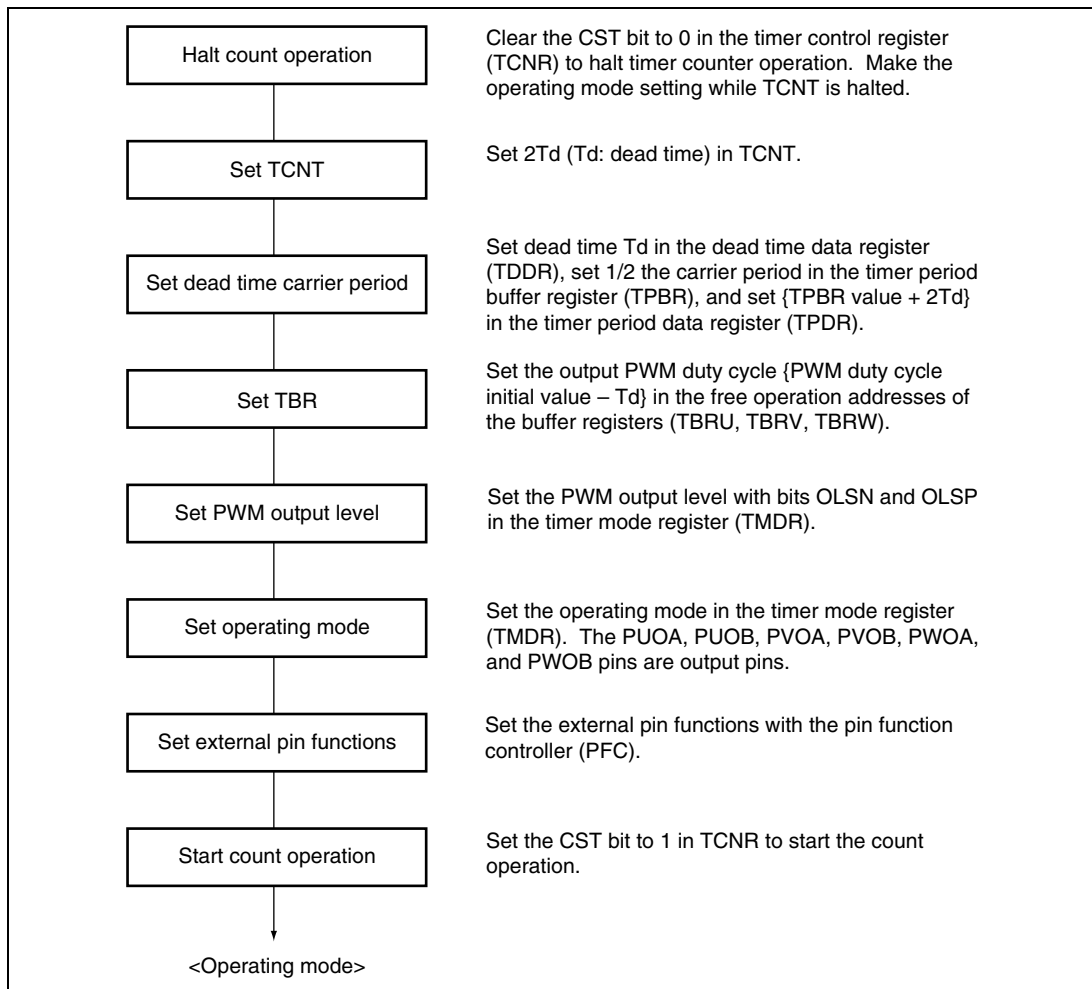 Halt count operation
Clear the CST bit to 0 in the timer control register
(TCNR) to halt timer counter operation.  Make the
operating mode setting while TCNT is halted.
Set TCNT
Set 2Td (Td: dead time) in TCNT.
Set dead time carrier period
Set dead time Td in the dead time data register
(TDDR), set 1/2 the carrier period in the timer period
buffer register (TPBR), and set {TPBR value + 2Td}
in the timer period data register (TPDR).
Set TBR
Set the output PWM duty cycle {PWM duty cycle
initial value – Td} in the free operation addresses of
the buffer registers (TBRU, TBRV, TBRW).
Set PWM output level
Set the PWM output level with bits OLSN and OLSP
in the timer mode register (TMDR).
Set operating mode
Set the operating mode in the timer mode register
(TMDR).  The PUOA, PUOB, PVOA, PVOB, PWOA,
and PWOB pins are output pins.
Set external pin functions
Set the external pin functions with the pin function
controller (PFC).
Start count operation
Set the CST bit to 1 in TCNR to start the count
operation.
<Operating mode>